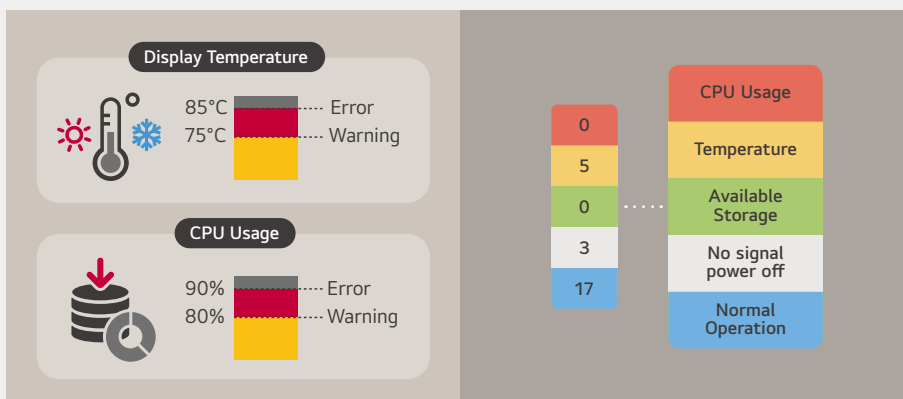 Display Temperature
85°C
Error
75°C
Warning
CPU Usage
90%
Error
80%
Warning
0
5
0
3
17
CPU Usage
Temperature
Available
Storage
No signal
power off
Normal
Operation